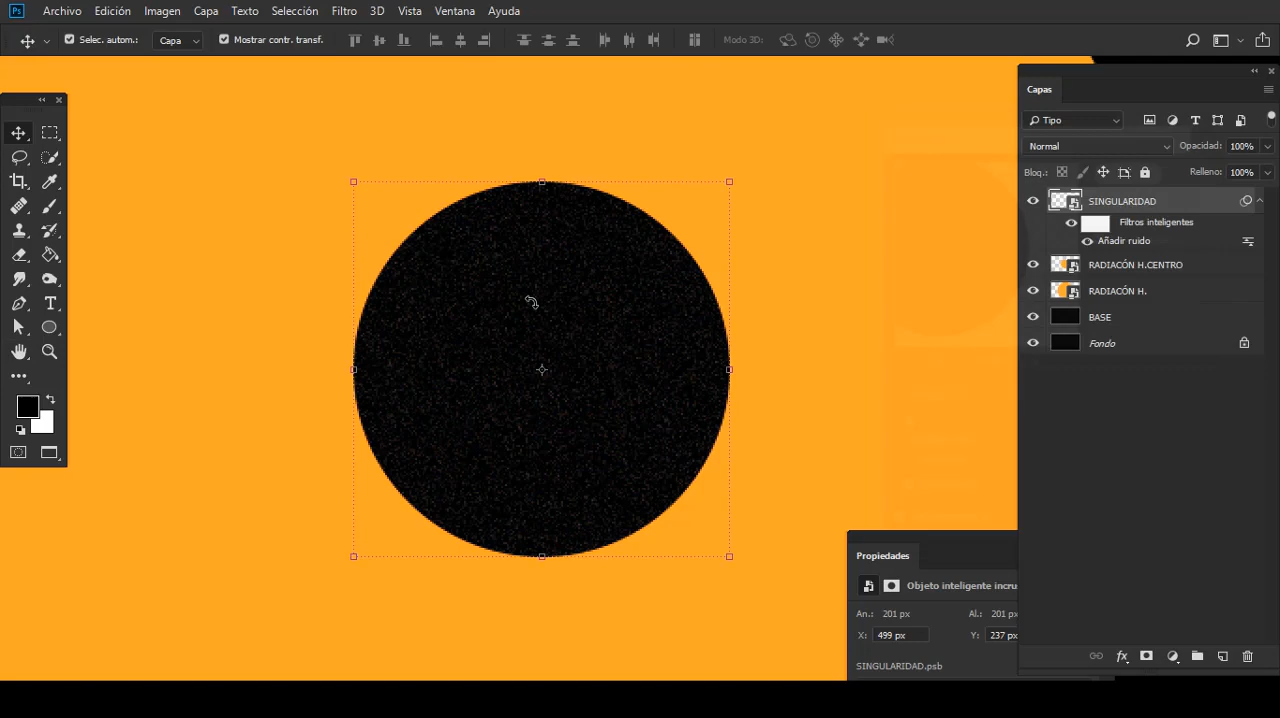 Ps Archivo Edición Imagen Capa Texto Selección Filtro 3D Vista Ventana Ayuda
Selec. autom.: Capa Mostrar contr. transf. Modo 3D:
Capas
Tipo
Normal Opacidad: 100%
Bloq.: Relleno: 100%
SINGULARIDAD
Filtros inteligentes
Añadir ruido
RADIACÓN H.CENTRO
RADIACÓN H.
BASE
Fondo
Propiedades
Objeto inteligente incru
An.: 201 px Al.: 201 px
X: 499 px Y: 237 px
SINGULARIDAD.psb